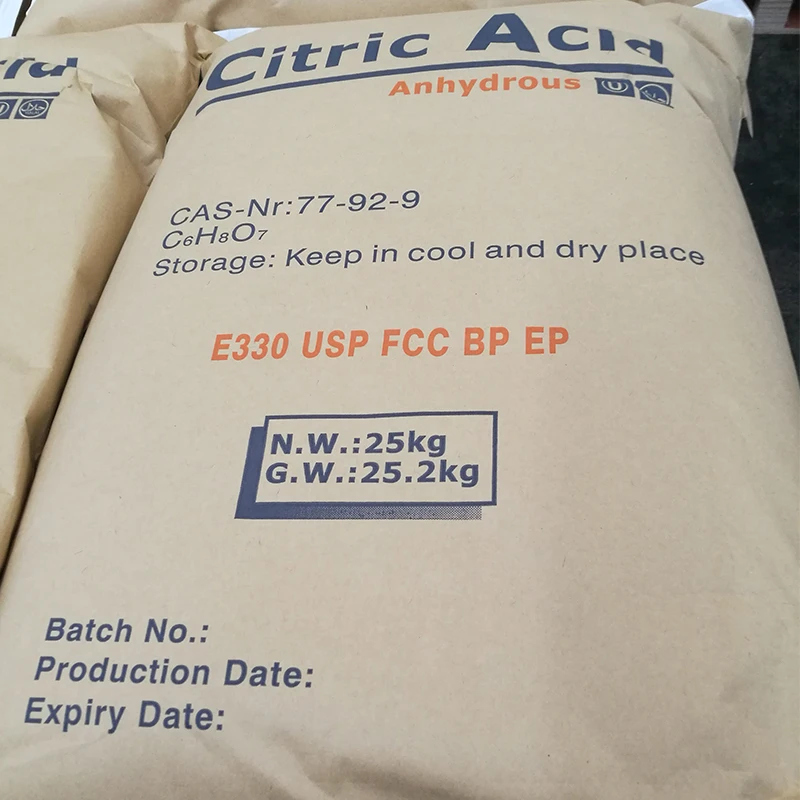 Citric Acid
Anhydrous
U حلال
CAS-Nr:77-92-9
C₆H₈O₇
Storage: Keep in cool and dry place
E330 USP FCC BP EP
N.W.:25kg
G.W.:25.2kg
Batch No.:
Production Date:
Expiry Date: